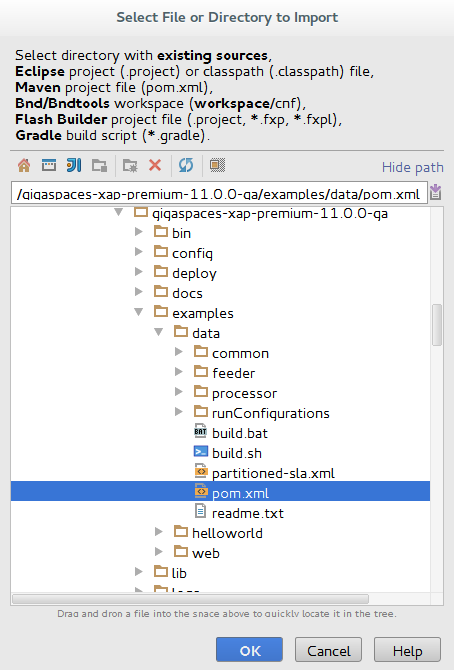 Select File or Directory to Import
Select directory with existing sources,
Eclipse project (.project) or classpath (.classpath) file,
Maven project file (pom.xml),
Bnd/Bndtools workspace (workspace/cnf),
Flash Builder project file (.project, *.fxp, *.fxpl),
Gradle build script (*.gradle).
Hide path
/gigaspaces-xap-premium-11.0.0-ga/examples/data/pom.xml
gigaspaces-xap-premium-11.0.0-ga
bin
config
deploy
docs
examples
data
common
feeder
processor
runConfigurations
BAT build.bat
build.sh
partitioned-sla.xml
pom.xml
readme.txt
helloworld
web
lib
logs
Drag and drop a file into the space above to quickly locate it in the tree.
OK Cancel Help